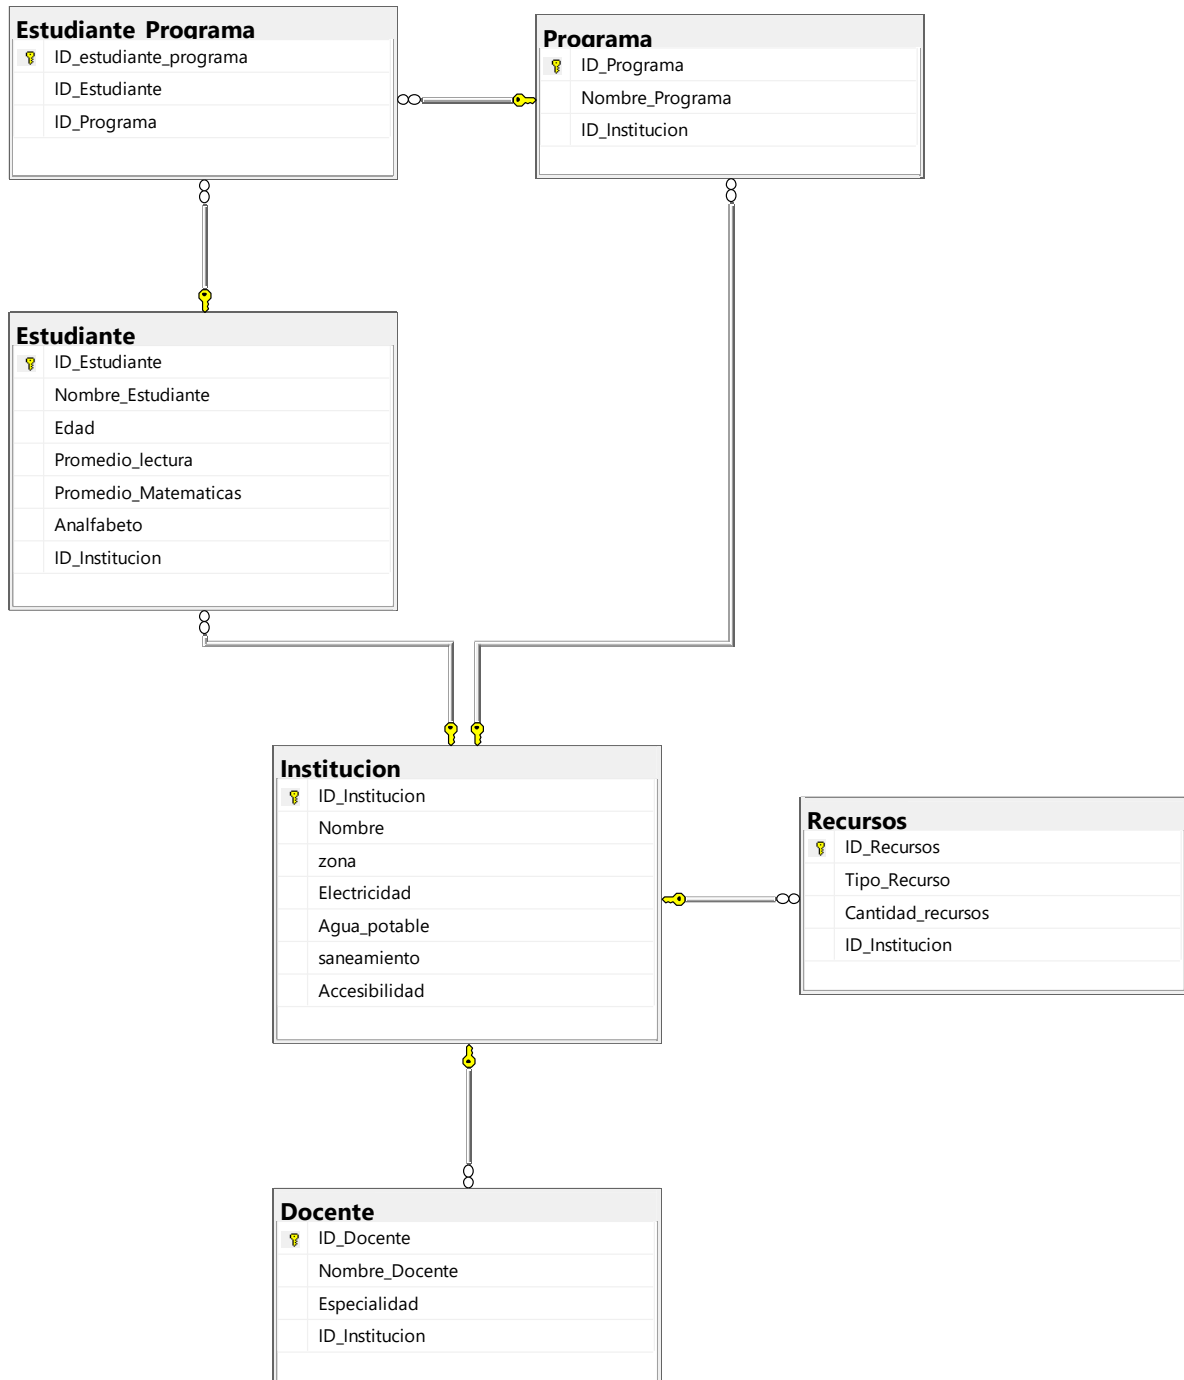 Estudiante_Programa
ID_estudiante_programa
ID_Estudiante
ID_Programa
Programa
ID_Programa
Nombre_Programa
ID_Institucion
Estudiante
ID_Estudiante
Nombre_Estudiante
Edad
Promedio_lectura
Promedio_Matematicas
Analfabeto
ID_Institucion
Institucion
ID_Institucion
Nombre
zona
Electricidad
Agua_potable
saneamiento
Accesibilidad
Recursos
ID_Recursos
Tipo_Recurso
Cantidad_recursos
ID_Institucion
Docente
ID_Docente
Nombre_Docente
Especialidad
ID_Institucion